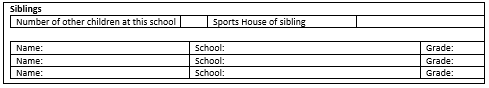 Siblings
Number of other children at this school Sports House of sibling
Name: School: Grade:
Name: School: Grade:
Name: School: Grade: